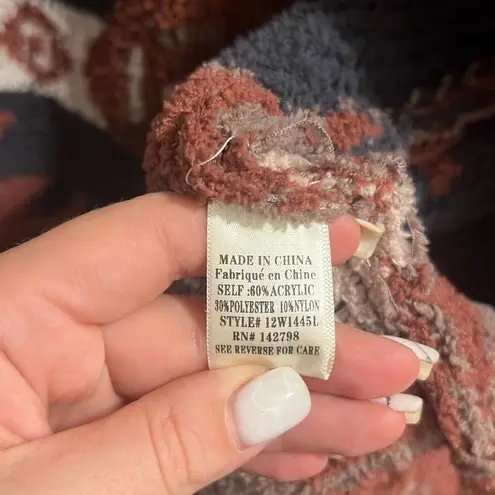 MADE IN CHINA
Fabriqué en Chine
SELF :60%ACRYLIC
30%POLYESTER 10%NYLON
STYLE# 12W1445L
RN# 142798
SEE REVERSE FOR CARE